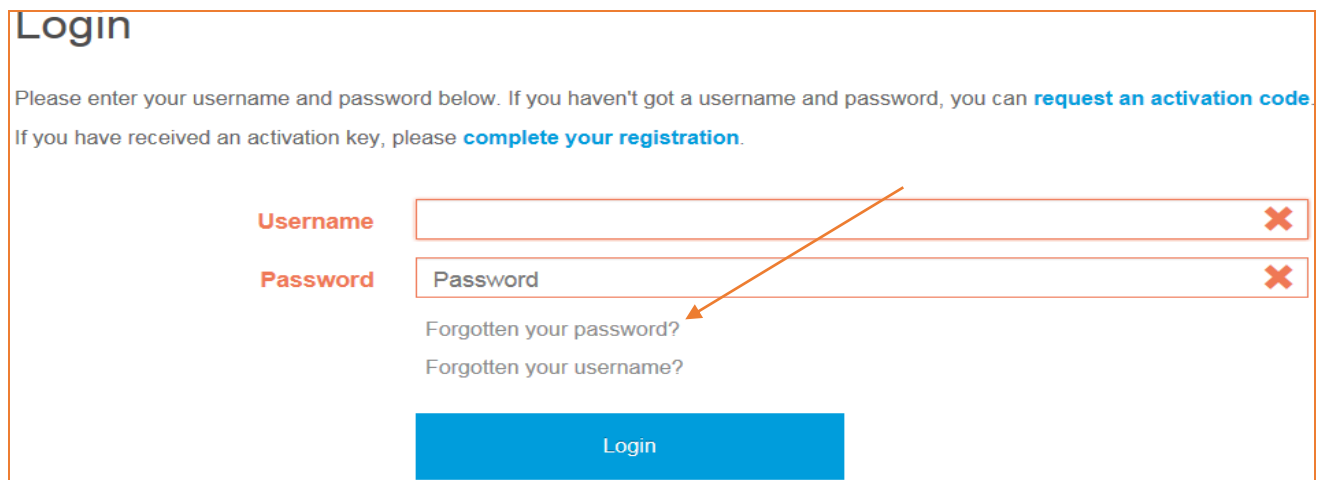 Login
Please enter your username and password below. If you haven't got a username and password, you can request an activation code.
If you have received an activation key, please complete your registration.
Username
Password Password
Forgotten your password?
Forgotten your username?
Login